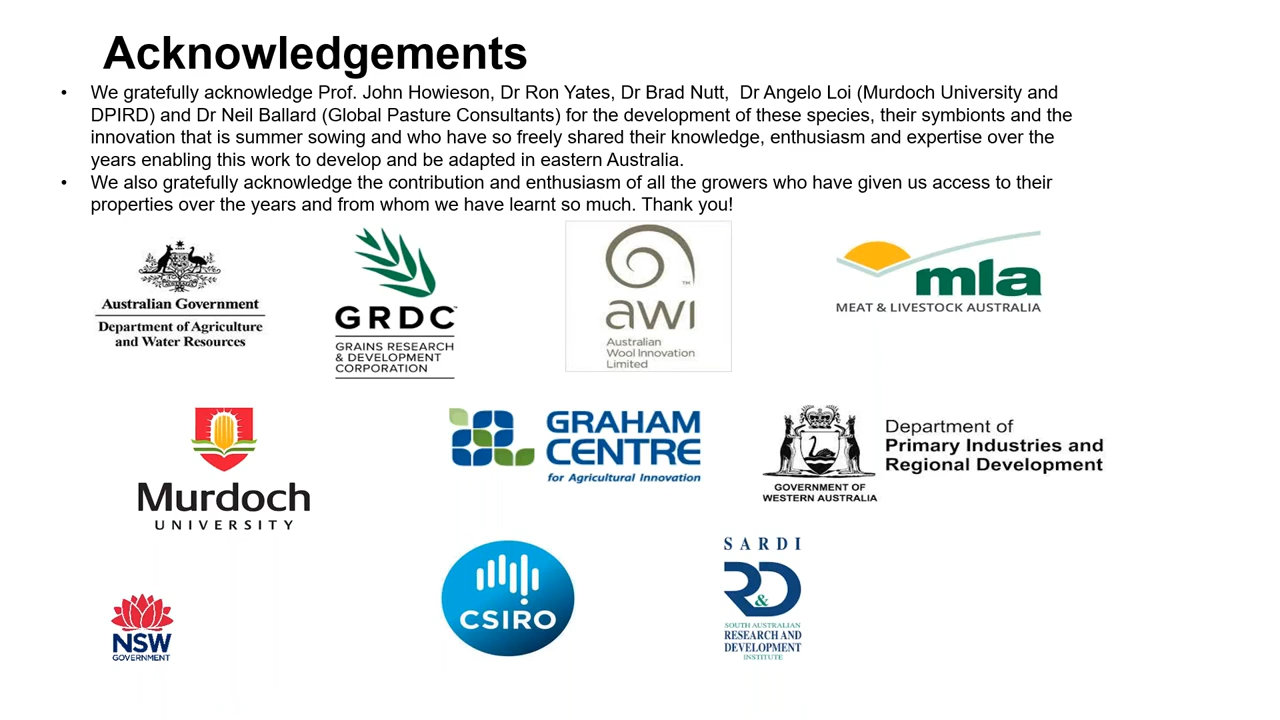 Acknowledgements
• We gratefully acknowledge Prof. John Howieson, Dr Ron Yates, Dr Brad Nutt,  Dr Angelo Loi (Murdoch University and
DPIRD) and Dr Neil Ballard (Global Pasture Consultants) for the development of these species, their symbionts and the
innovation that is summer sowing and who have so freely shared their knowledge, enthusiasm and expertise over the
years enabling this work to develop and be adapted in eastern Australia.
• We also gratefully acknowledge the contribution and enthusiasm of all the growers who have given us access to their
properties over the years and from whom we have learnt so much. Thank you!
Australian Government
Department of Agriculture
and Water Resources
GRDC™
GRAINS RESEARCH
& DEVELOPMENT
CORPORATION
™
awi
Australian
Wool Innovation
Limited
mla
MEAT & LIVESTOCK AUSTRALIA
Murdoch
UNIVERSITY
GRAHAM
CENTRE
for Agricultural Innovation
GOVERNMENT OF
WESTERN AUSTRALIA
Department of
Primary Industries and
Regional Development
NSW
GOVERNMENT
CSIRO
SARDI
R&D
SOUTH AUSTRALIAN
RESEARCH AND
DEVELOPMENT
INSTITUTE